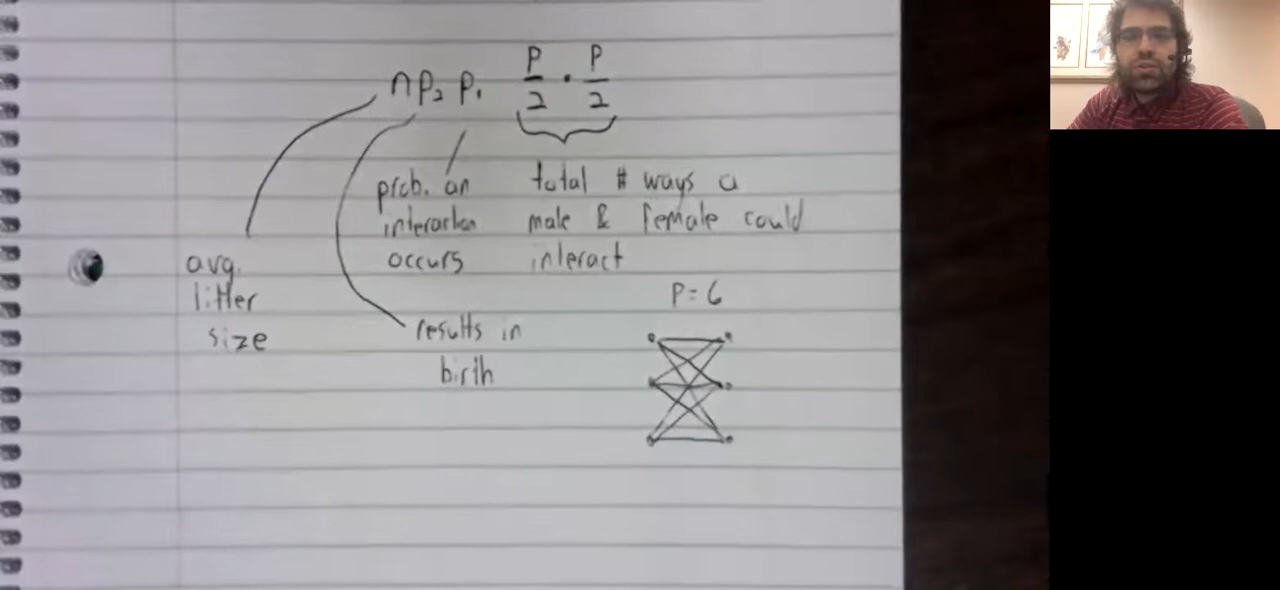 n p₂ p₁ P/2 · P/2
prob. an
interaction
occurs
total # ways a
male & female could
interact
avg.
litter
size
results in
birth
P = 6